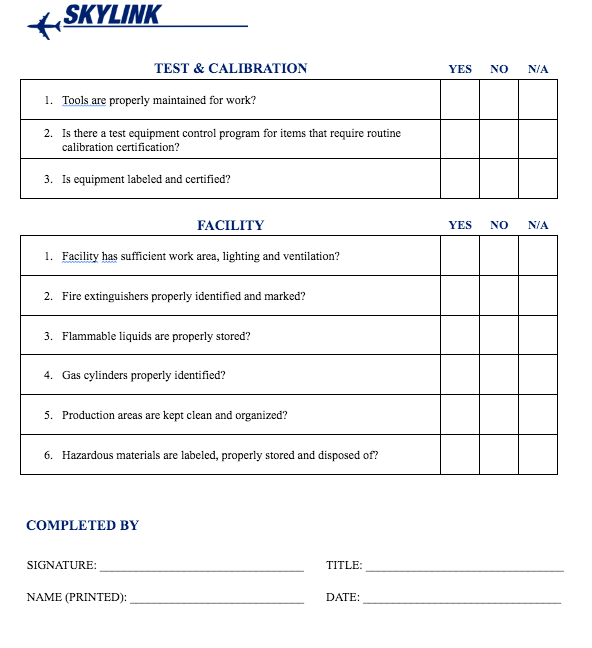 SKYLINK
TEST & CALIBRATION YES NO N/A
1. Tools are properly maintained for work?
2. Is there a test equipment control program for items that require routine
calibration certification?
3. Is equipment labeled and certified?
FACILITY YES NO N/A
1. Facility has sufficient work area, lighting and ventilation?
2. Fire extinguishers properly identified and marked?
3. Flammable liquids are properly stored?
4. Gas cylinders properly identified?
5. Production areas are kept clean and organized?
6. Hazardous materials are labeled, properly stored and disposed of?
COMPLETED BY
SIGNATURE: ________________________________ TITLE: ________________________________
NAME (PRINTED): ___________________________ DATE: ________________________________